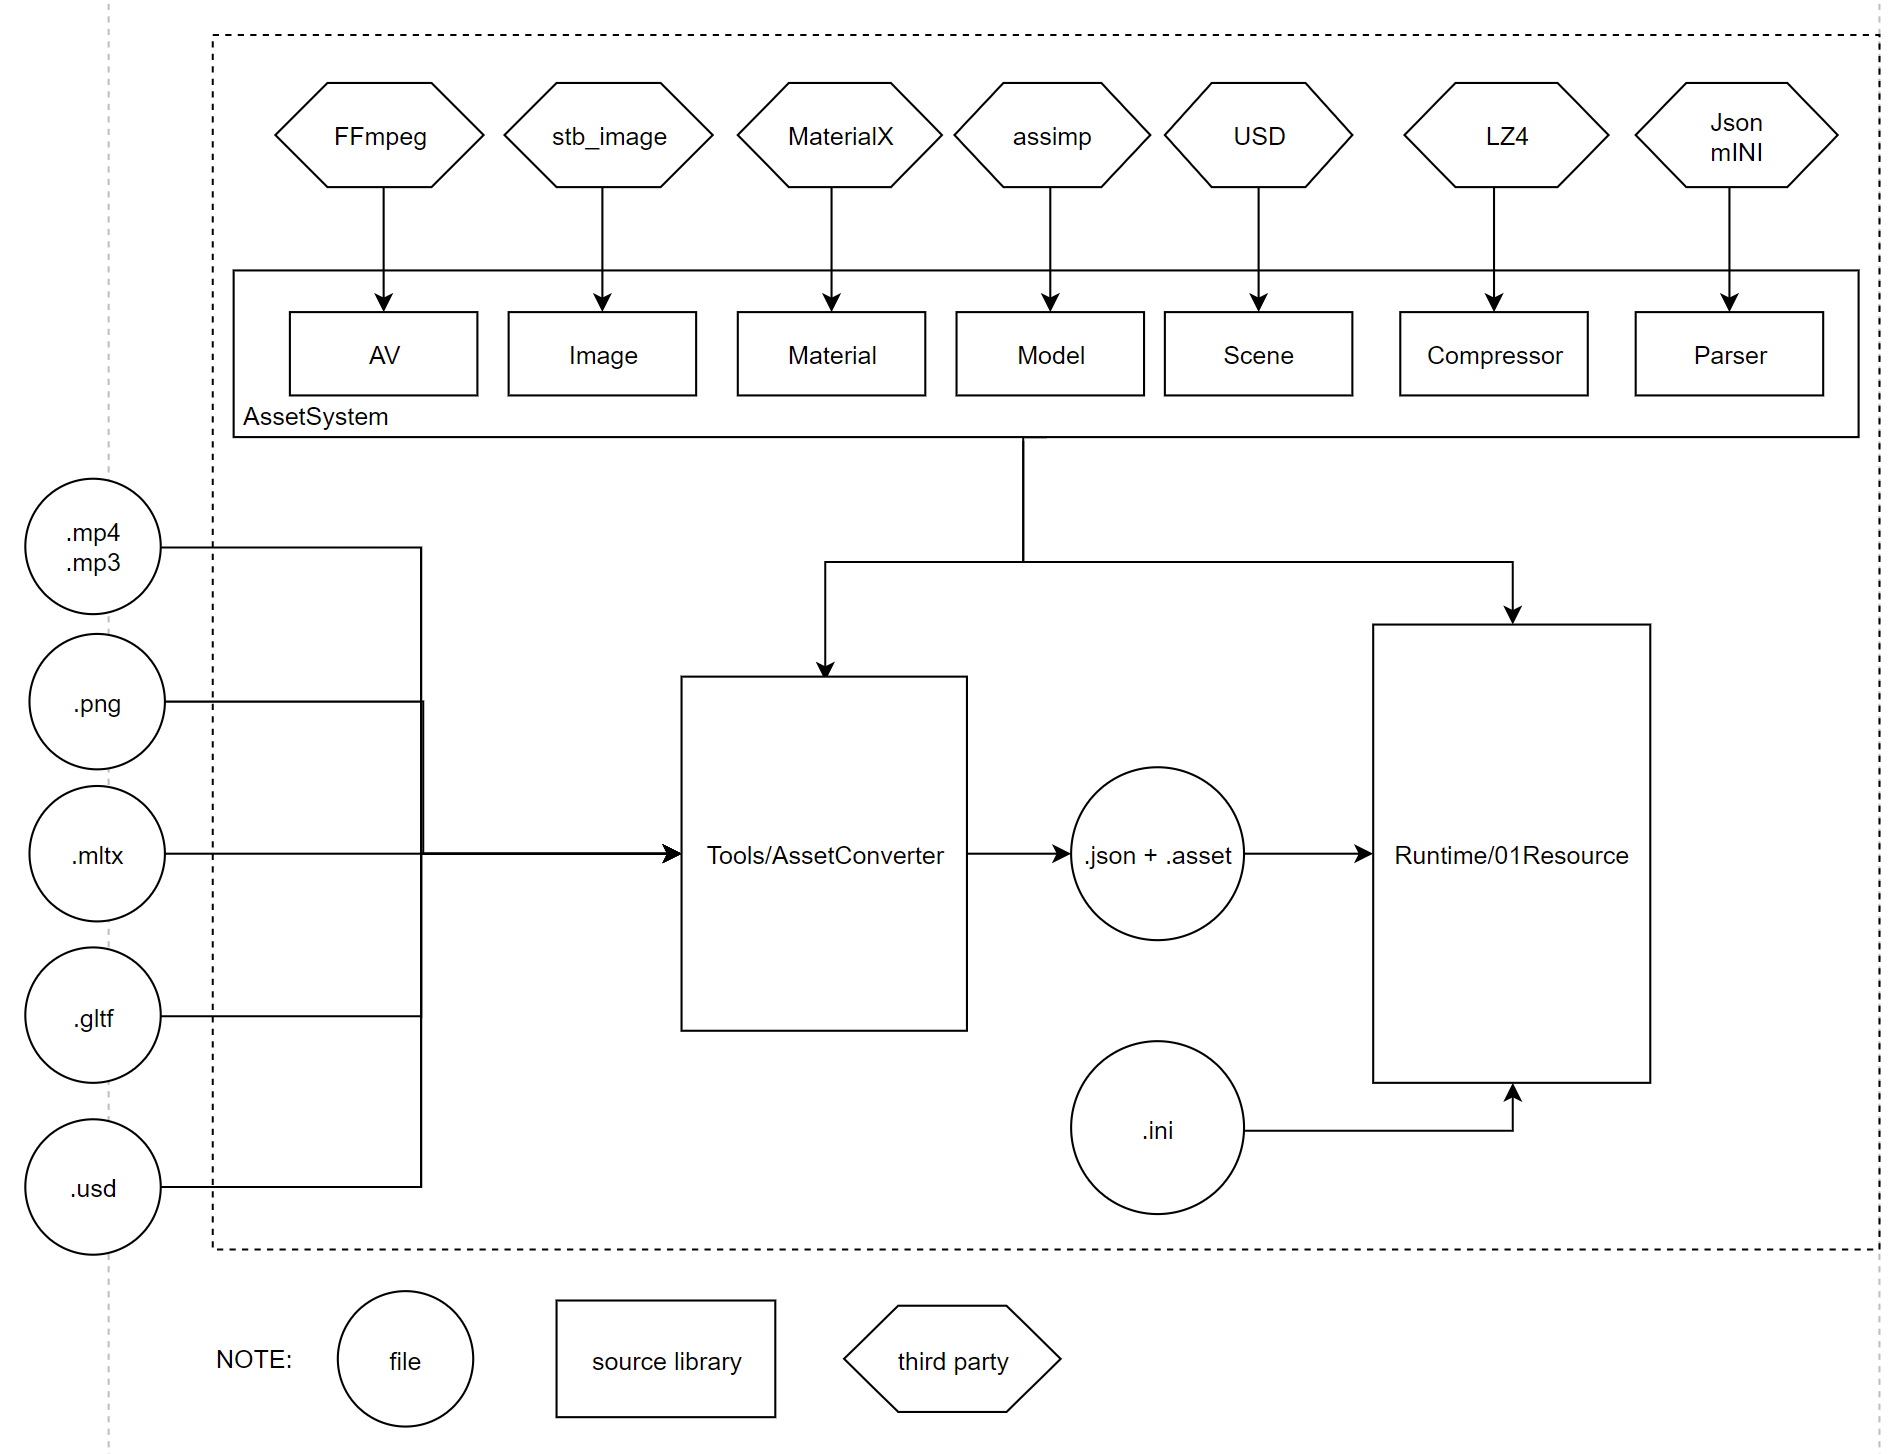 FFmpeg
stb_image
MaterialX
assimp
USD
LZ4
Json
mINI
AV
Image
Material
Model
Scene
Compressor
Parser
AssetSystem
.mp4
.mp3
.png
.mltx
.gltf
.usd
Tools/AssetConverter
.json + .asset
Runtime/01Resource
.ini
NOTE:
file
source library
third party